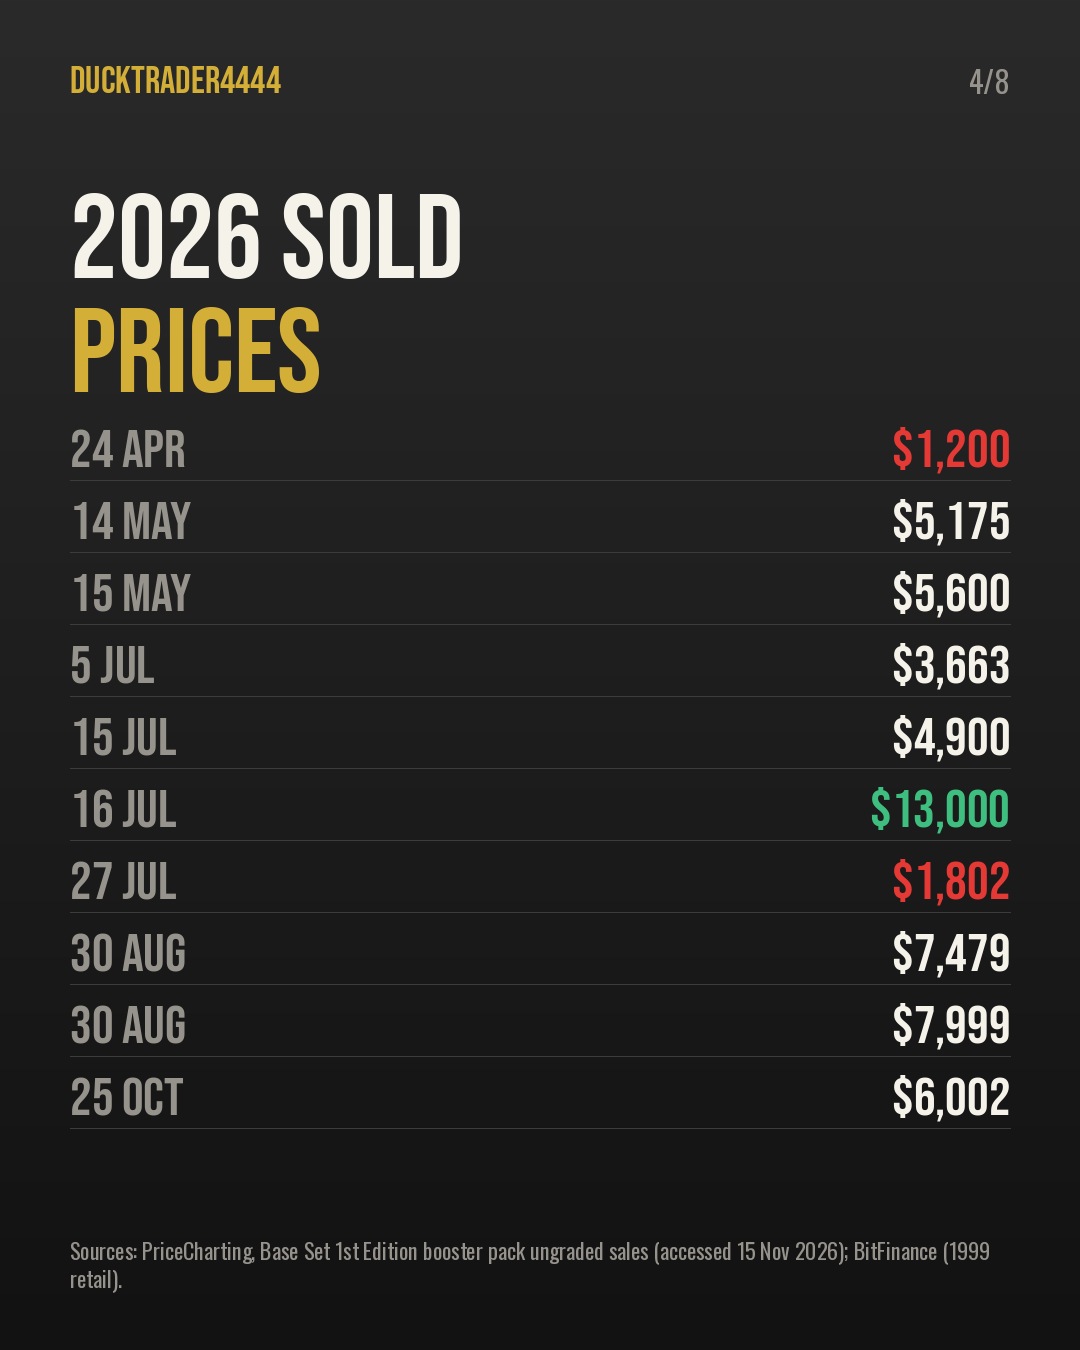 DUCKTRADER4444
4/8
2026 SOLD
PRICES
24 APR $1,200
14 MAY $5,175
15 MAY $5,600
5 JUL $3,663
15 JUL $4,900
16 JUL $13,000
27 JUL $1,802
30 AUG $7,479
30 AUG $7,999
25 OCT $6,002
Sources: PriceCharting, Base Set 1st Edition booster pack ungraded sales (accessed 15 Nov 2026); BitFinance (1999
retail).